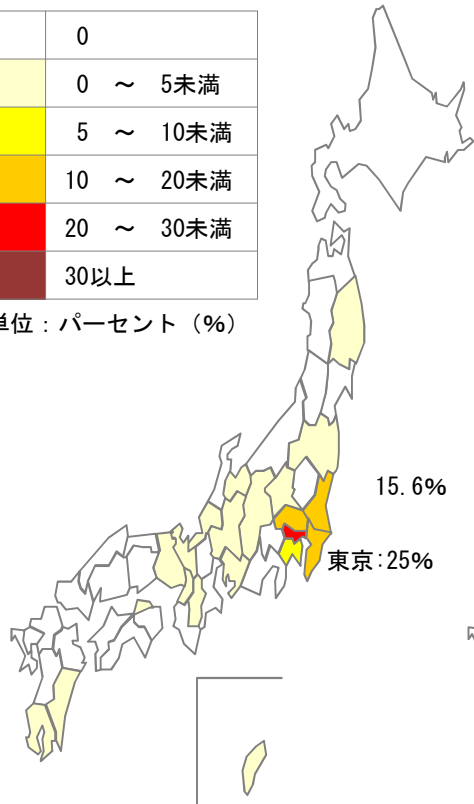 0
0 ~ 5未満
5 ~ 10未満
10 ~ 20未満
20 ~ 30未満
30以上
単位：パーセント（%）
15.6%
東京:25%